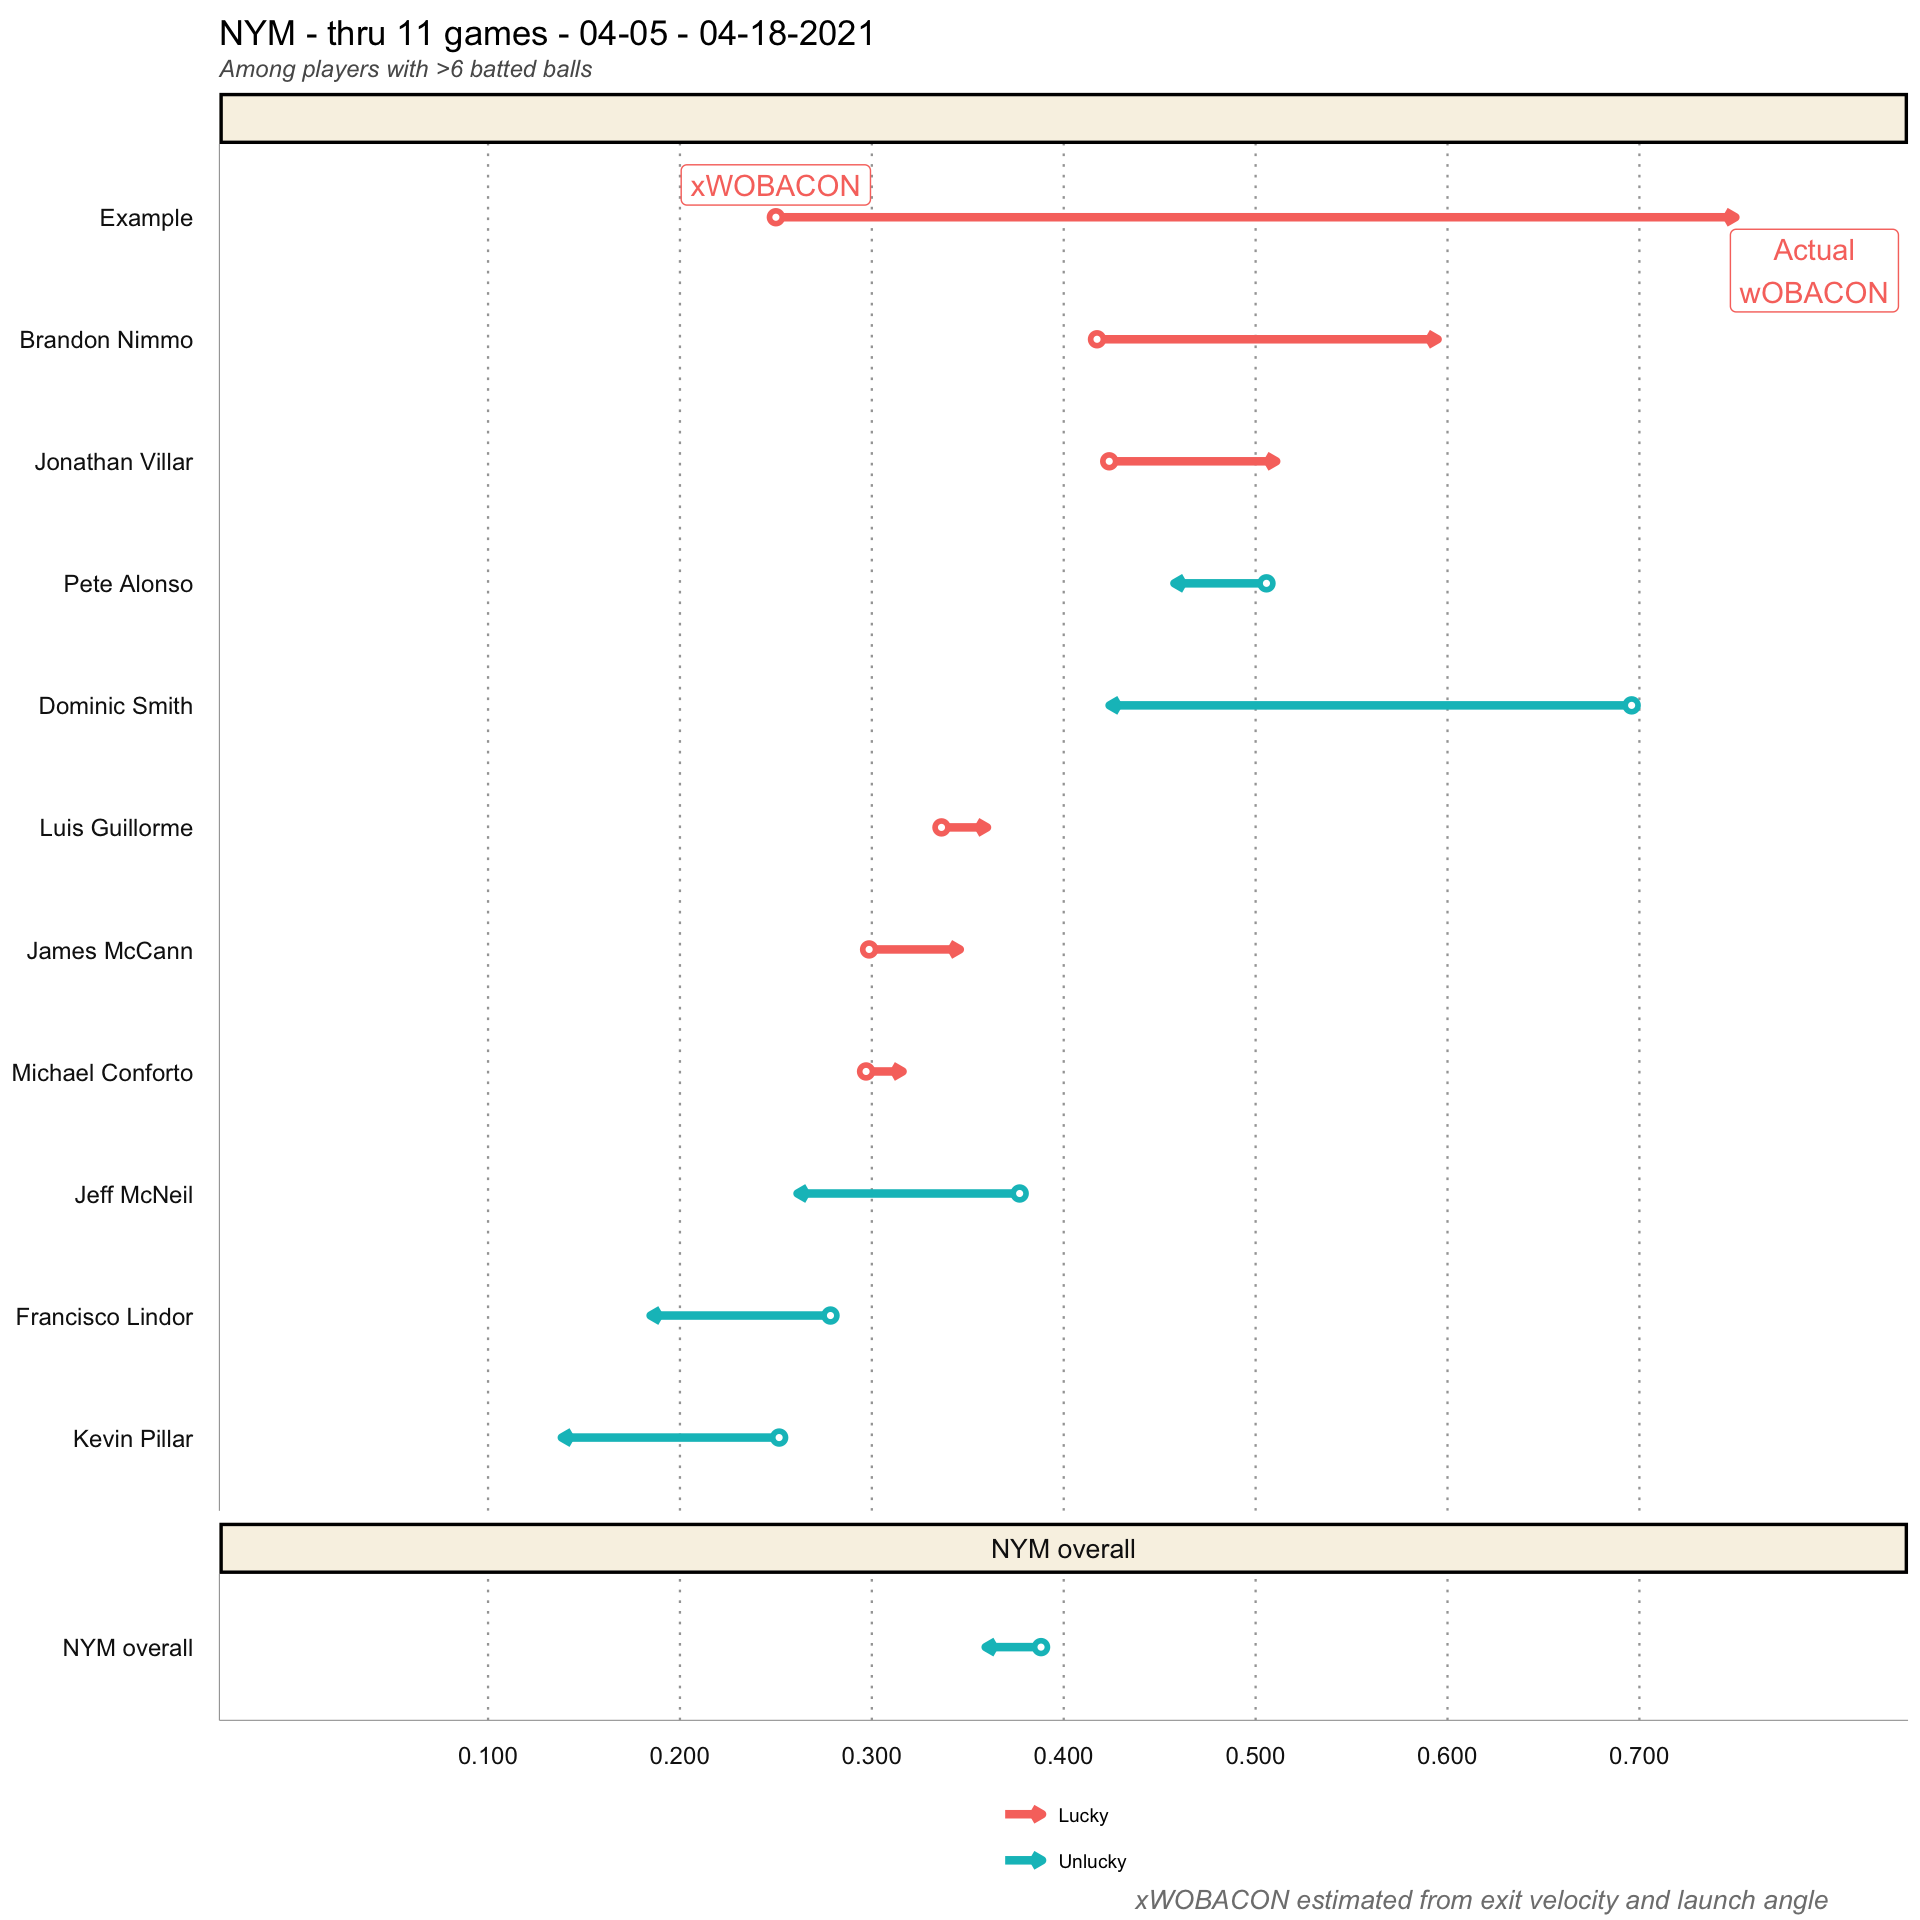 NYM - thru 11 games - 04-05 - 04-18-2021
Among players with >6 batted balls
xWOBACON
Example
Actual
wOBACON
Brandon Nimmo
Jonathan Villar
Pete Alonso
Dominic Smith
Luis Guillorme
James McCann
Michael Conforto
Jeff McNeil
Francisco Lindor
Kevin Pillar
NYM overall
NYM overall
0.100 0.200 0.300 0.400 0.500 0.600 0.700
Lucky
Unlucky
xWOBACON estimated from exit velocity and launch angle